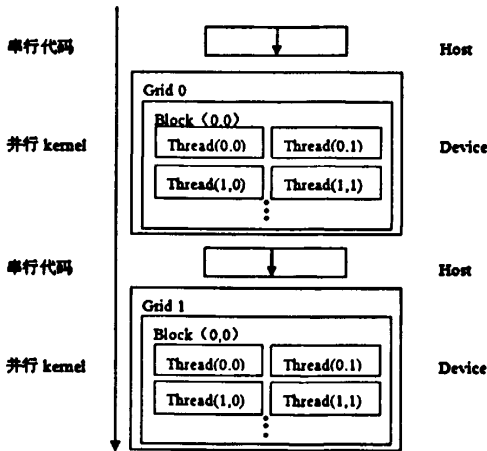 串行代码 Host
Grid 0
Block（0,0）
并行 kernel Thread(0.0) Thread(0.1) Device
Thread(1,0) Thread(1,1)
串行代码 Host
Grid 1
Block（0,0）
并行 kernel Thread(0.0) Thread(0.1) Device
Thread(1,0) Thread(1,1)